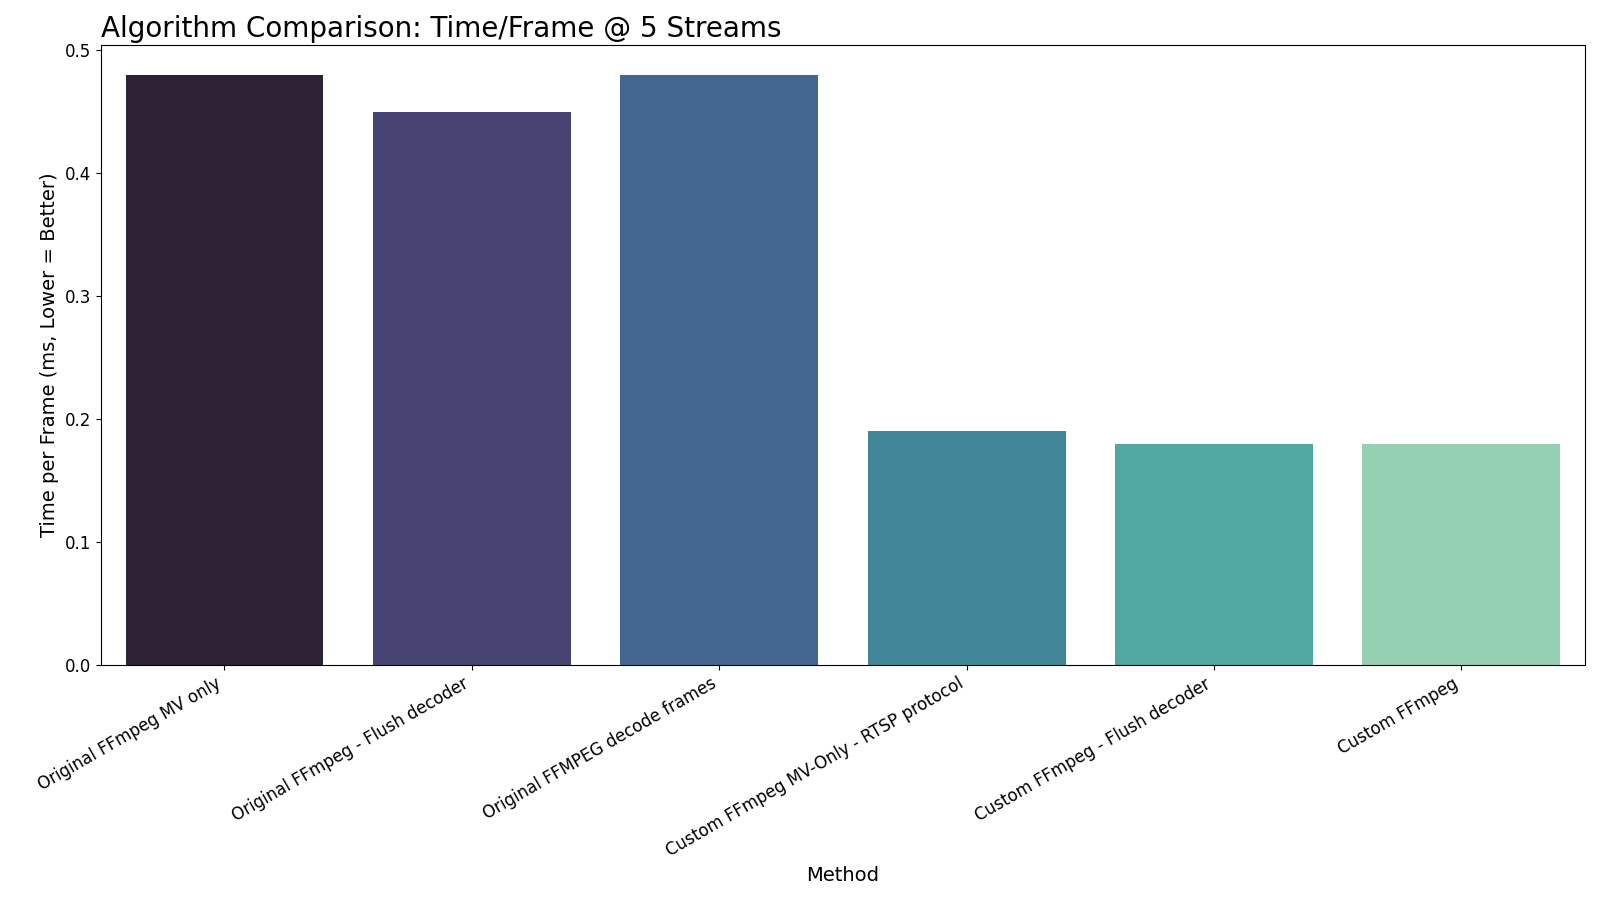 Algorithm Comparison: Time/Frame @ 5 Streams
Time per Frame (ms, Lower = Better)
0.5
0.4
0.3
0.2
0.1
0.0
Original FFmpeg MV only
Original FFmpeg - Flush decoder
Original FFMPEG decode frames
Custom FFmpeg MV-Only - RTSP protocol
Custom FFmpeg - Flush decoder
Custom FFmpeg
Method